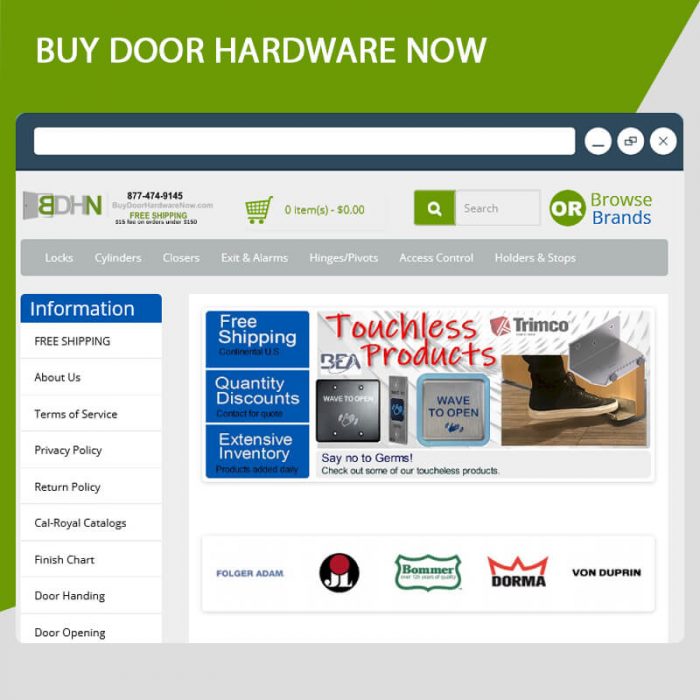 BUY DOOR HARDWARE NOW
BDHN
877-474-9145
BuyDoorHardwareNow.com
FREE SHIPPING
$15 fee on orders under $150
0 item(s) - $0.00
Search
OR
Browse
Brands
Locks
Cylinders
Closers
Exit & Alarms
Hinges/Pivots
Access Control
Holders & Stops
Information
FREE SHIPPING
About Us
Terms of Service
Privacy Policy
Return Policy
Cal-Royal Catalogs
Finish Chart
Door Handing
Door Opening
Free
Shipping
Continental U.S.
Quantity
Discounts
Contact for quote
Extensive
Inventory
Products added daily
Touchless
Products
Trimco
BEA
WAVE TO OPEN
WAVE
TO OPEN
Say no to Germs!
Check out some of our toucheless products.
FOLGER ADAM
Bommer
DORMA
VON DUPRIN